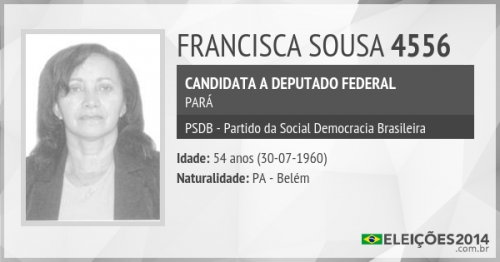 FRANCISCA SOUSA 4556
CANDIDATA A DEPUTADO FEDERAL
PARÁ
PSDB - Partido da Social Democracia Brasileira
Idade: 54 anos (30-07-1960)
Naturalidade: PA - Belém
ELEIÇÕES2014
.com.br